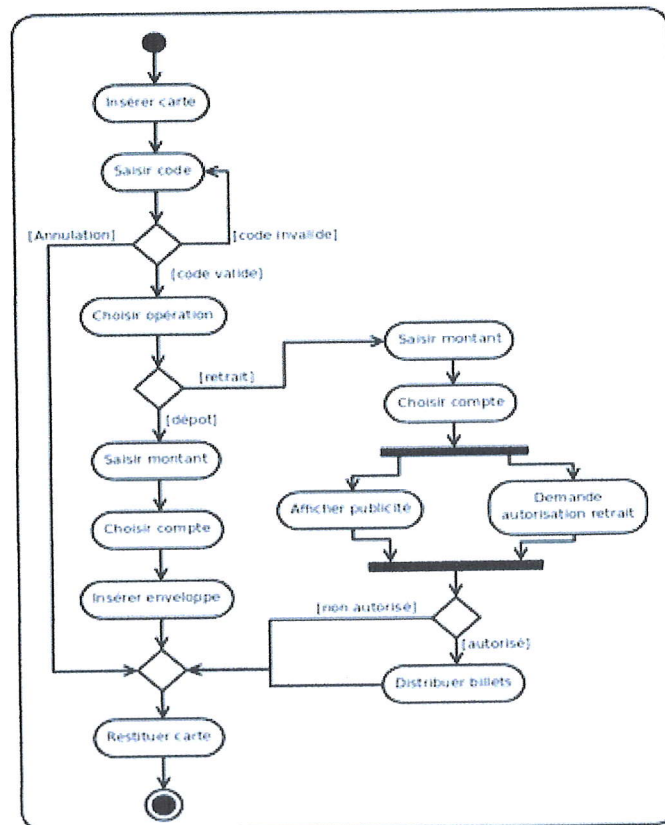 Insérer carte
Saisir code
[Annulation]
[code invalide]
[code valide]
Choisir opération
[retrait]
[dépot]
Saisir montant
Choisir compte
Insérer enveloppe
Saisir montant
Choisir compte
Afficher publicité
Demande
autorisation retrait
[non autorisé]
[autorisé]
Distribuer billets
Restituer carte